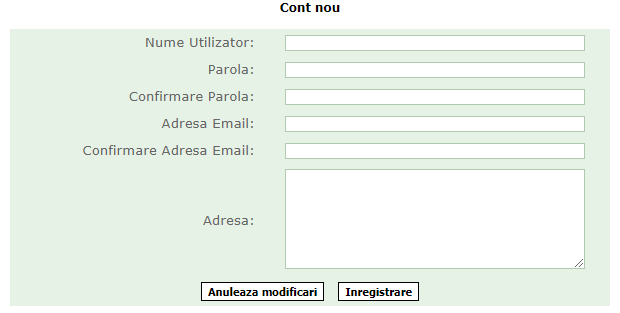 Cont nou
Nume Utilizator:
Parola:
Confirmare Parola:
Adresa Email:
Confirmare Adresa Email:
Adresa:
Anuleaza modificari Inregistrare